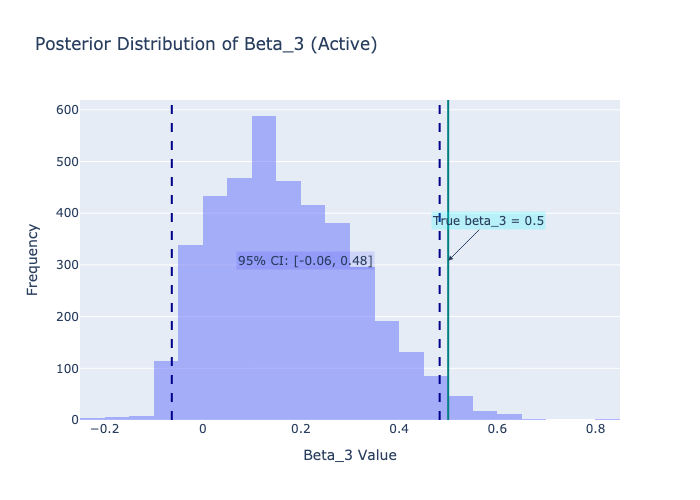 Posterior Distribution of Beta_3 (Active)
600
500
400
300
200
100
0
Frequency
True beta_3 = 0.5
95% CI: [-0.06, 0.48]
−0.2
0
0.2
0.4
0.6
0.8
Beta_3 Value